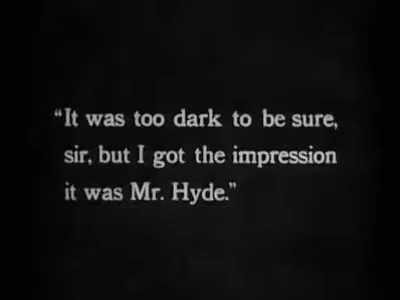 "It was too dark to be sure,
sir, but I got the impression
it was Mr. Hyde."